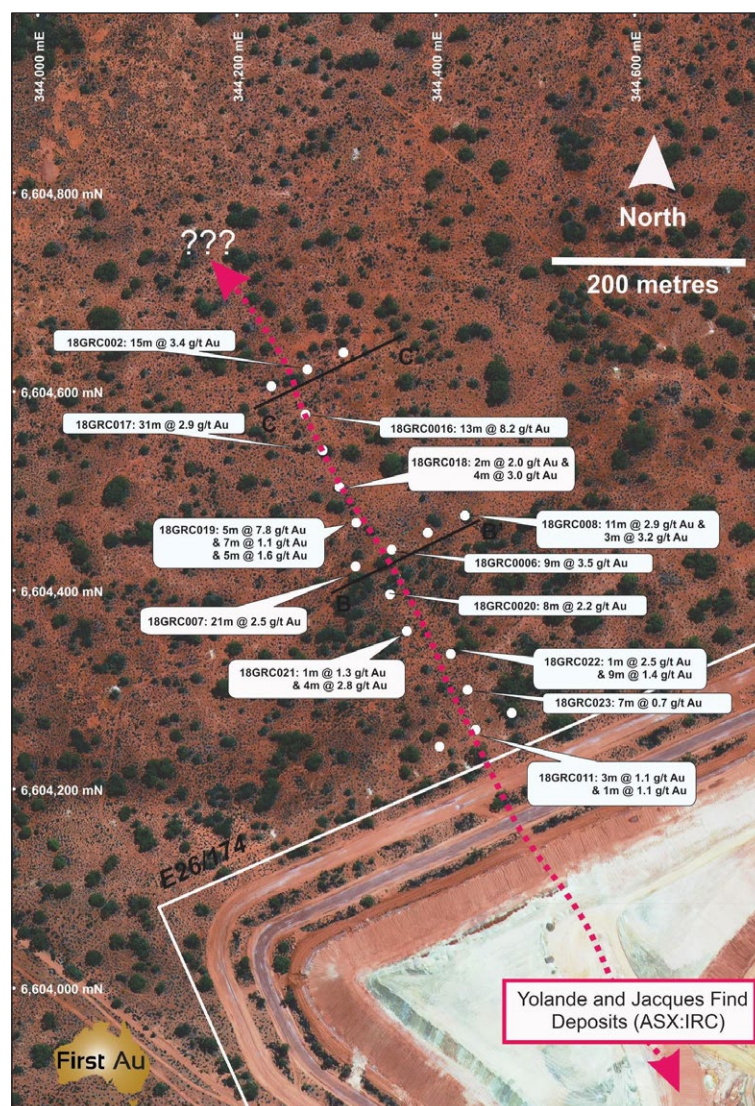 344,000 mE
344,200 mE
344,400 mE
344,600 mE
6,604,800 mN
North
200 metres
???
18GRC002: 15m @ 3.4 g/t Au
C'
6,604,600 mN
C
18GRC017: 31m @ 2.9 g/t Au
18GRC0016: 13m @ 8.2 g/t Au
18GRC018: 2m @ 2.0 g/t Au &
4m @ 3.0 g/t Au
18GRC019: 5m @ 7.8 g/t Au
& 7m @ 1.1 g/t Au
& 5m @ 1.6 g/t Au
18GRC008: 11m @ 2.9 g/t Au &
3m @ 3.2 g/t Au
B'
18GRC0006: 9m @ 3.5 g/t Au
6,604,400 mN
B
18GRC0020: 8m @ 2.2 g/t Au
18GRC007: 21m @ 2.5 g/t Au
18GRC021: 1m @ 1.3 g/t Au
& 4m @ 2.8 g/t Au
18GRC022: 1m @ 2.5 g/t Au
& 9m @ 1.4 g/t Au
18GRC023: 7m @ 0.7 g/t Au
18GRC011: 3m @ 1.1 g/t Au
& 1m @ 1.1 g/t Au
6,604,200 mN
E26/174
6,604,000 mN
Yolande and Jacques Find
Deposits (ASX:IRC)
First Au